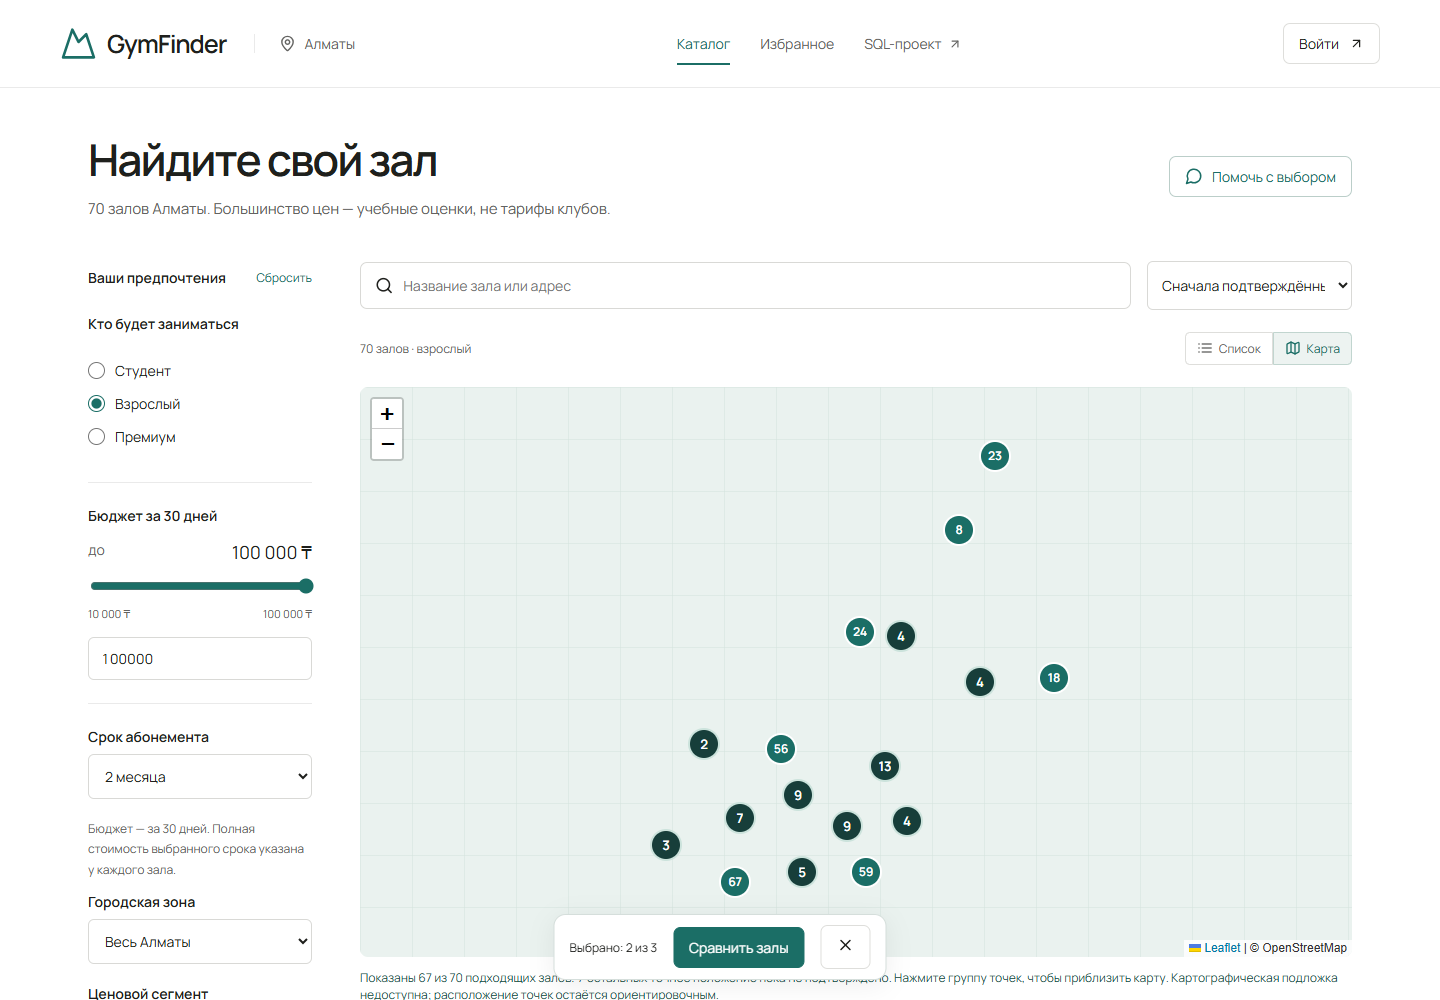 GymFinder
Алматы
Каталог
Избранное
SQL-проект
Войти
Найдите свой зал
70 залов Алматы. Большинство цен — учебные оценки, не тарифы клубов.
Помочь с выбором
Ваши предпочтения
Сбросить
Кто будет заниматься
Студент
Взрослый
Премиум
Бюджет за 30 дней
ДО
100 000 ₸
10 000 ₸
100 000 ₸
100000
Срок абонемента
2 месяца
Бюджет — за 30 дней. Полная
стоимость выбранного срока указана
у каждого зала.
Городская зона
Весь Алматы
Ценовой сегмент
Название зала или адрес
Сначала подтверждённы
70 залов · взрослый
Список
Карта
+
−
23
8
24
4
4
18
2
56
13
9
7
9
4
3
5
59
67
Выбрано: 2 из 3
Сравнить залы
Leaflet | © OpenStreetMap
Показаны 67 из 70 подходящих залов. Нажмите группу точек, чтобы приблизить карту. Картографическая подложка
недоступна; расположение точек остаётся ориентировочным.